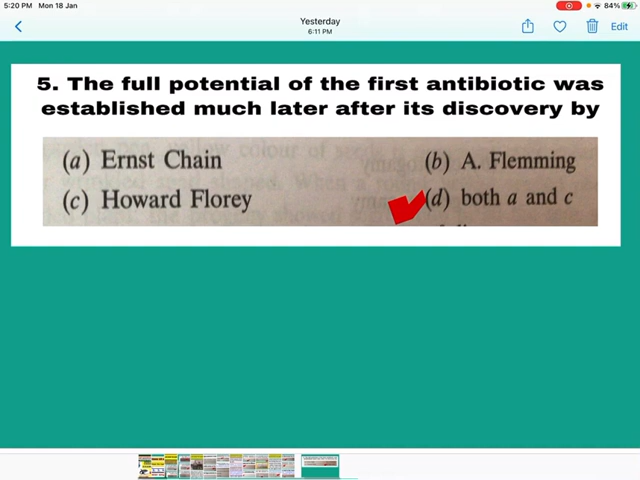 5:20 PM Mon 18 Jan
84%
Yesterday
6:11 PM
Edit
5. The full potential of the first antibiotic was
established much later after its discovery by
(a) Ernst Chain (b) A. Flemming
(c) Howard Florey (d) both a and c